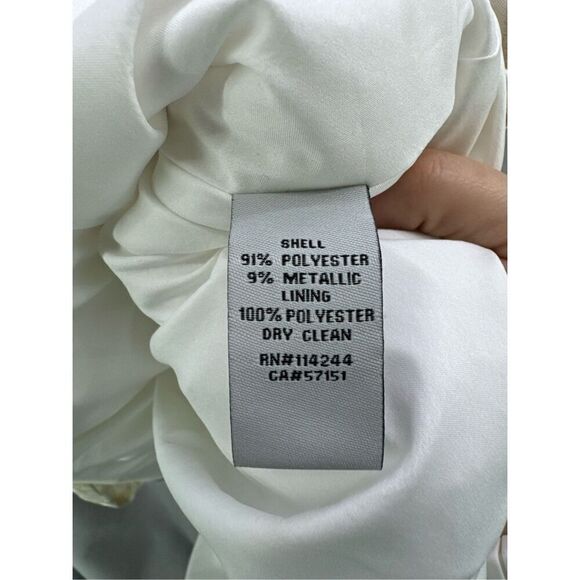 SHELL
91% POLYESTER
9% METALLIC
LINING
100% POLYESTER
DRY CLEAN
RN#114244
CA#57151